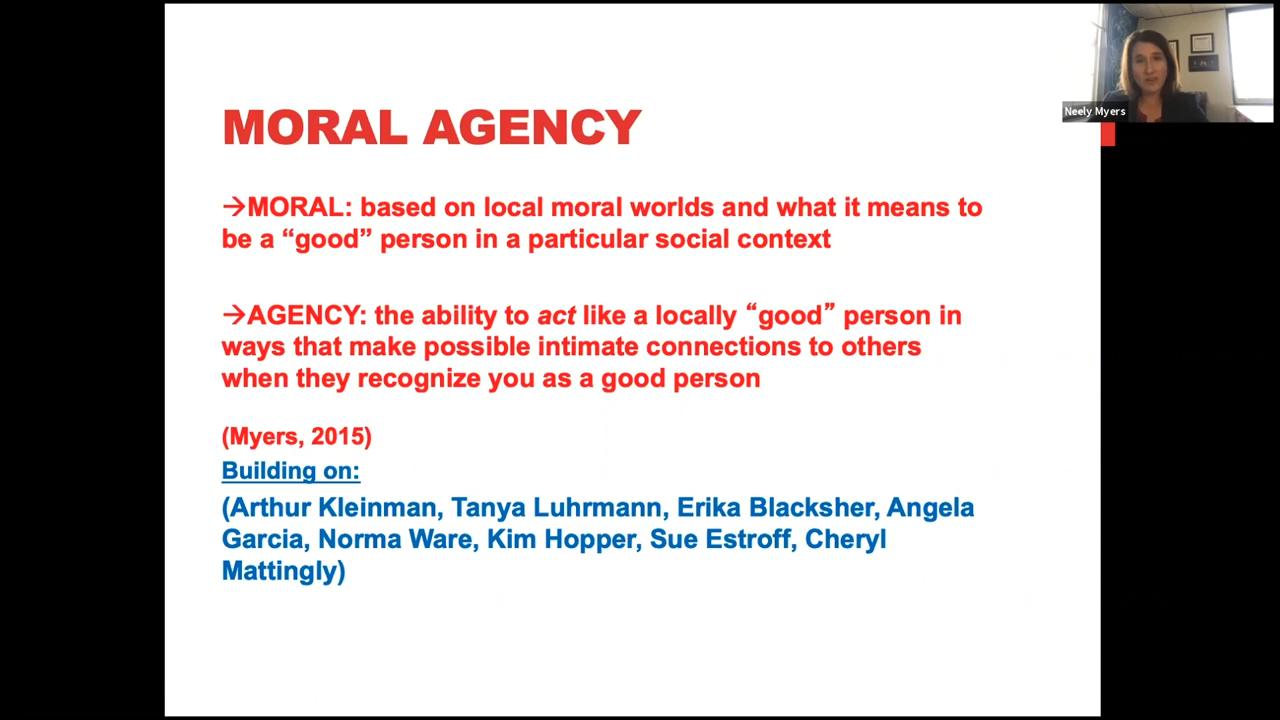 MORAL AGENCY
→MORAL: based on local moral worlds and what it means to
be a “good” person in a particular social context
→AGENCY: the ability to act like a locally “good” person in
ways that make possible intimate connections to others
when they recognize you as a good person
(Myers, 2015)
Building on:
(Arthur Kleinman, Tanya Luhrmann, Erika Blacksher, Angela
Garcia, Norma Ware, Kim Hopper, Sue Estroff, Cheryl
Mattingly)
Neely Myers